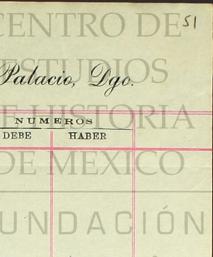 CENTRO DE
51
ESTUDIOS
Palacio, Dgo.
DE HISTORIA
NUMEROS
DEBE HABER
DE MEXICO
FUNDACIÓN